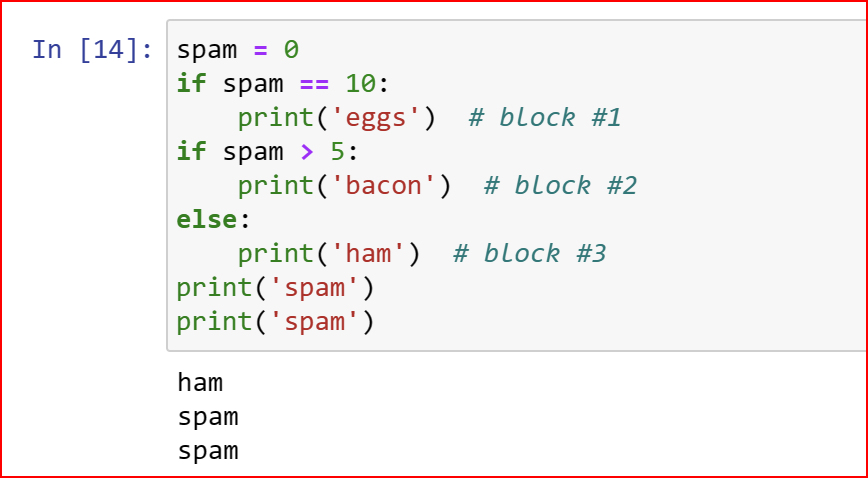 In [14]: spam = 0
if spam == 10:
    print('eggs')  # block #1
if spam > 5:
    print('bacon')  # block #2
else:
    print('ham')  # block #3
print('spam')
print('spam')
ham
spam
spam